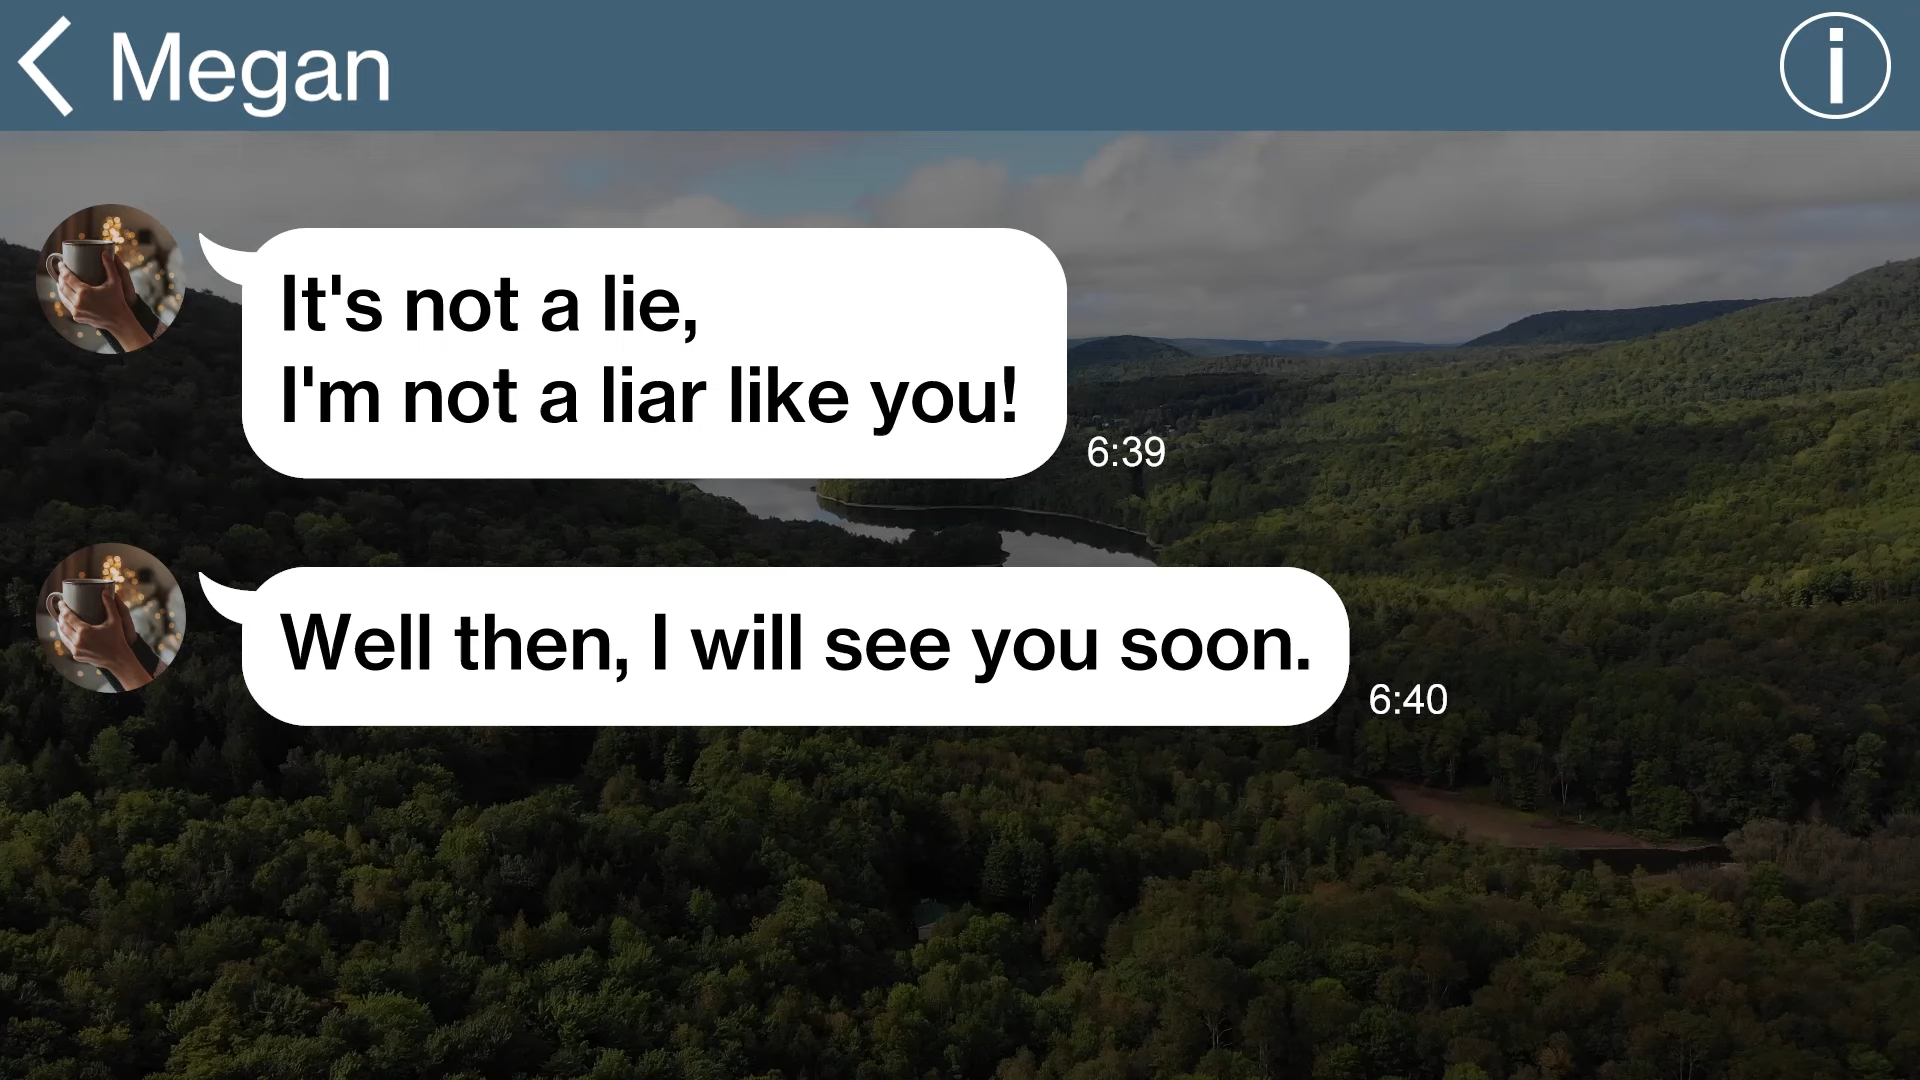 Megan
It's not a lie,
I'm not a liar like you!
6:39
Well then, I will see you soon.
6:40